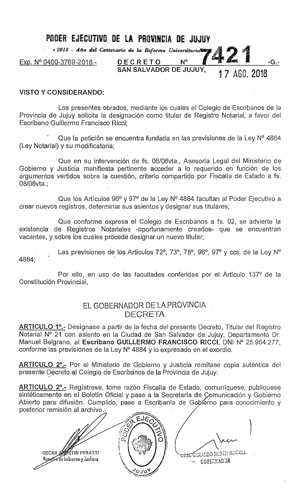 PODER EJECUTIVO DE LA PROVINCIA DE JUJUY
"2018 - Año del Centenario de la Reforma Universitaria"
Exp. Nº 0400-3789-2018.- DECRETO Nº 7421 -G.-
SAN SALVADOR DE JUJUY, 17 AGO. 2018
VISTO Y CONSIDERANDO:
Los presentes obrados, mediante los cuales el Colegio de Escribanos de la
Provincia de Jujuy solicita la designación como titular de Registro Notarial, a favor del
Escribano Guillermo Francisco Ricci;
Que la petición se encuentra fundada en las previsiones de la Ley Nº 4884
(Ley Notarial) y su modificatoria;
Que en su intervención de fs. 08/08vta., Asesoría Legal del Ministerio de
Gobierno y Justicia manifiesta pertinente acceder a lo requerido en función de los
argumentos vertidos sobre la cuestión, criterio compartido por Fiscalía de Estado a fs.
08/08vta.;
Que los Artículos 96º y 97º de la Ley Nº 4884 facultan al Poder Ejecutivo a
crear nuevos registros, determinar sus asientos y designar sus titulares;
Que conforme expresa el Colegio de Escribanos a fs. 02, se advierte la
existencia de Registros Notariales -oportunamente creados- que se encuentran
vacantes, y sobre los cuales procede designar un nuevo titular;
Las previsiones de los Artículos 72º, 73º, 78º, 96º, 97º y ccs. de la Ley Nº
4884;
Por ello, en uso de las facultades conferidas por el Artículo 137º de la
Constitución Provincial,
EL GOBERNADOR DE LA PROVINCIA
DECRETA
ARTICULO 1º.- Desígnase a partir de la fecha del presente Decreto, Titular del Registro
Notarial Nº 21 con asiento en la Ciudad de San Salvador de Jujuy, Departamento Dr.
Manuel Belgrano, al Escribano GUILLERMO FRANCISCO RICCI, DNI Nº 25.954.277,
conforme las previsiones de la Ley Nº 4884 y lo expresado en el exordio.
ARTICULO 2º.- Por el Ministerio de Gobierno y Justicia remítase copia auténtica del
presente Decreto al Colegio de Escribanos de la Provincia de Jujuy.
ARTICULO 2º.- Regístrese, tome razón Fiscalía de Estado, comuníquese, publíquese
sintéticamente en el Boletín Oficial y pase a la Secretaría de Comunicación y Gobierno
Abierto para difusión. Cumplido, pase a Escribanía de Gobierno para conocimiento y
posterior remisión al archivo.-
PODER EJECUTIVO
JUJUY
OSCAR AGUSTIN PERASSI
Ministro de Gobierno y Justicia
GOBERNADOR